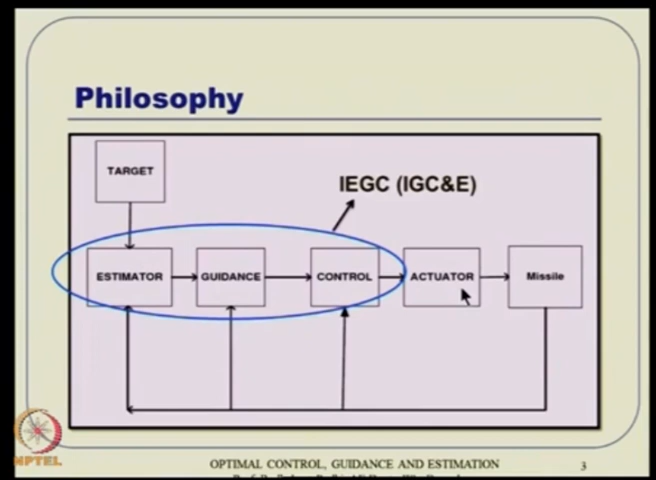 Philosophy
TARGET
IEGC (IGC&E)
ESTIMATOR
GUIDANCE
CONTROL
ACTUATOR
Missile
NPTEL
OPTIMAL CONTROL, GUIDANCE AND ESTIMATION
3